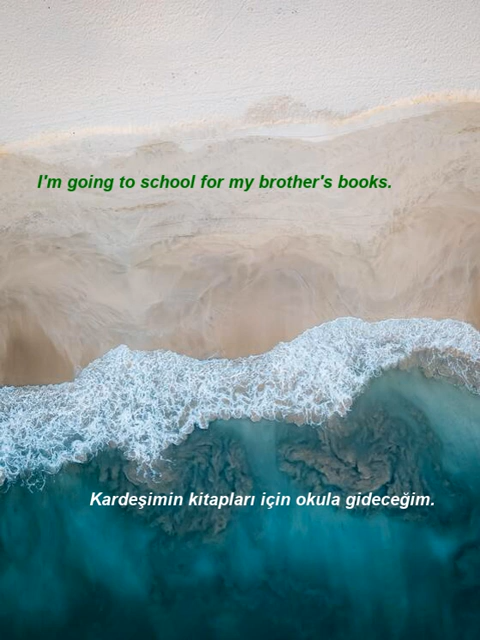 I'm going to school for my brother's books.
Kardeşimin kitapları için okula gideceğim.